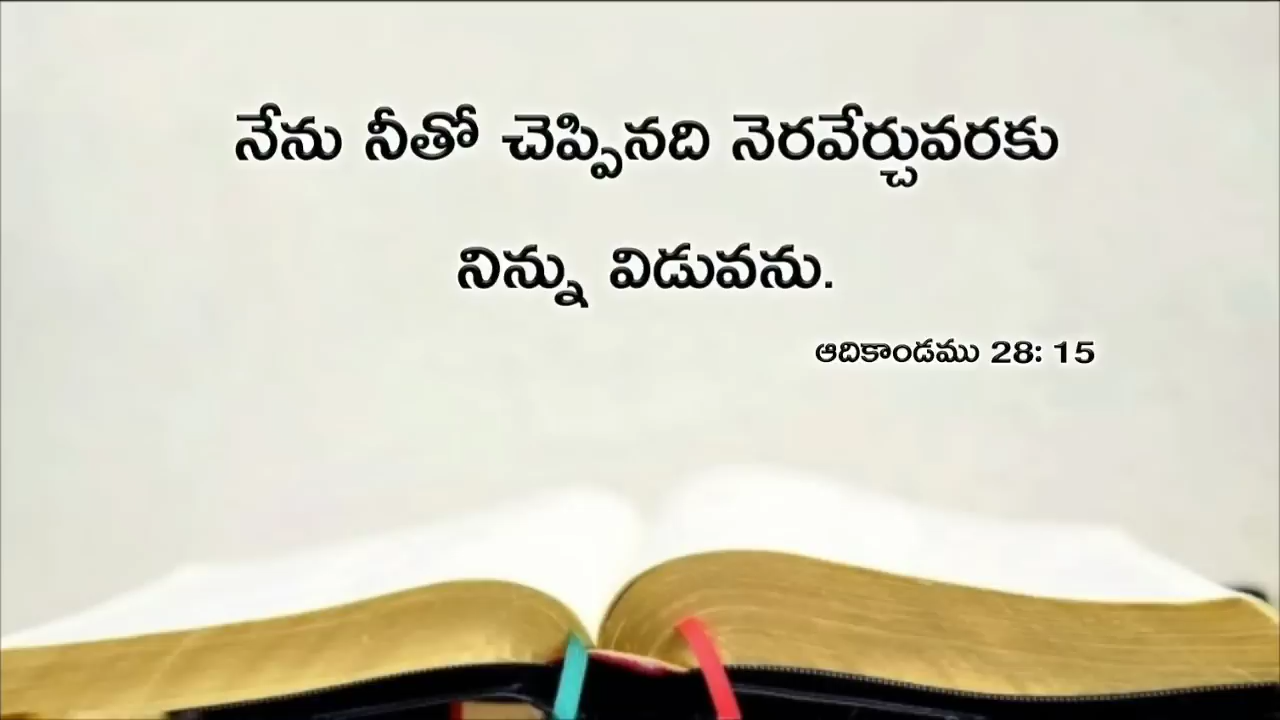 నేను నీతో చెప్పినది నెరవేర్చువరకు
నిన్ను విడువను.
ఆదికాండము 28: 15